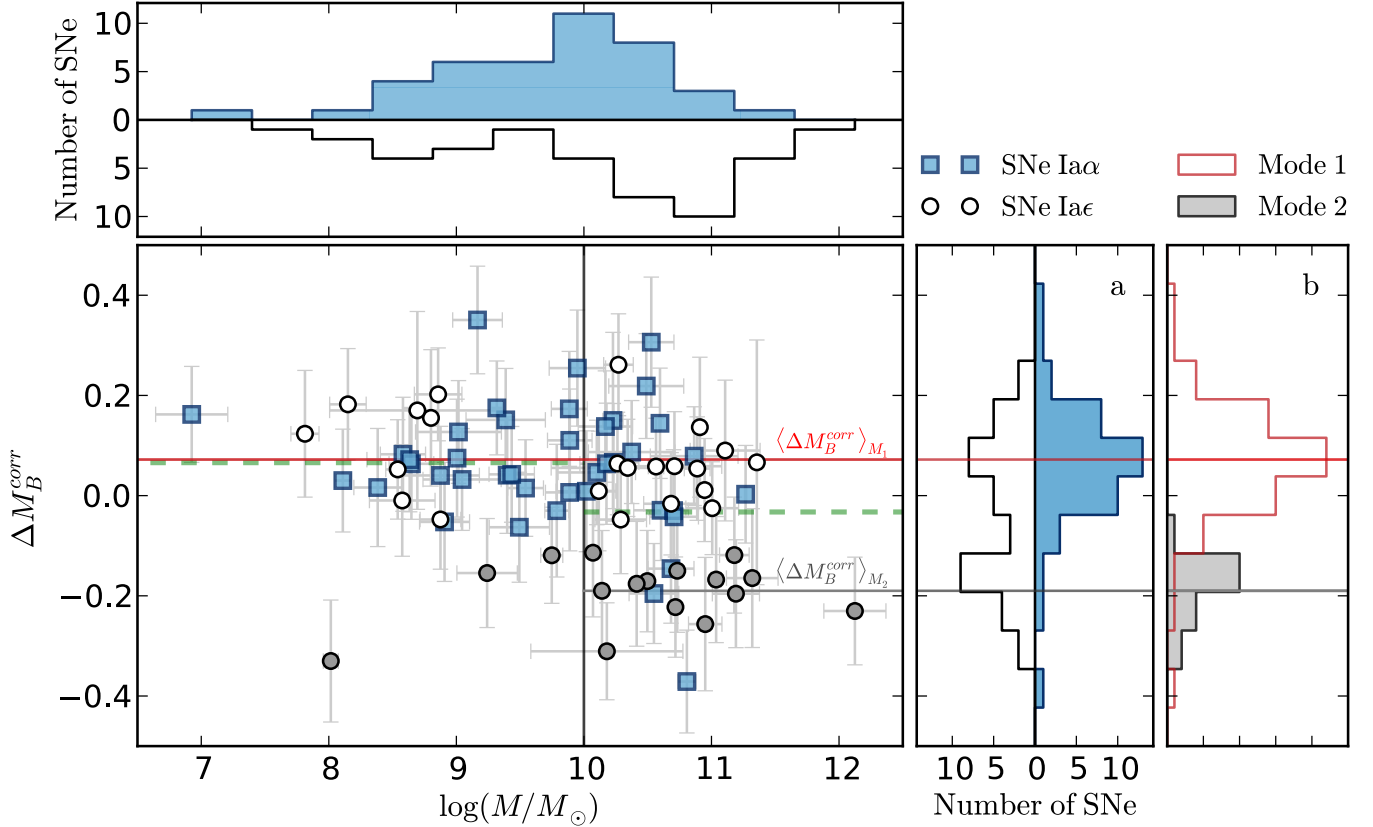 Number of SNe
10
5
0
5
10
SNe Iaα
SNe Iaϵ
Mode 1
Mode 2
ΔM_B^{corr}
0.4
0.2
0.0
−0.2
−0.4
⟨ΔM_B^{corr}⟩_{M_1}
⟨ΔM_B^{corr}⟩_{M_2}
7 8 9 10 11 12
log(M/M_⊙)
a
10 5 0 5 10
Number of SNe
b